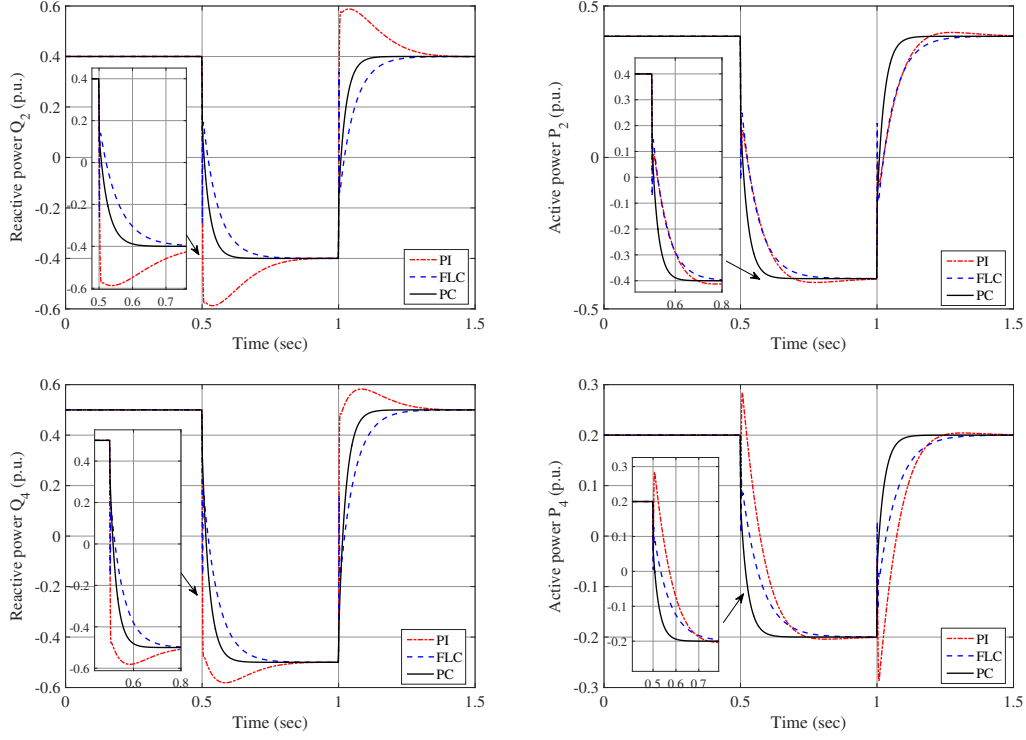 0.6
0.4
0.2
0
-0.2
-0.4
-0.6
Reactive power Q2 (p.u.)
0.4
0.2
0
-0.2
-0.4
-0.6
0.5 0.6 0.7
PI
FLC
PC
0 0.5 1 1.5
Time (sec)
0.5
0
-0.5
Active power P2 (p.u.)
0.4
0.3
0.2
0.1
0
-0.1
-0.2
-0.3
-0.4
0.6 0.8
PI
FLC
PC
0 0.5 1 1.5
Time (sec)
0.6
0.4
0.2
0
-0.2
-0.4
-0.6
Reactive power Q4 (p.u.)
0.4
0.2
0
-0.2
-0.4
-0.6
0.6 0.8
PI
FLC
PC
0 0.5 1 1.5
Time (sec)
0.3
0.2
0.1
0
-0.1
-0.2
-0.3
Active power P4 (p.u.)
0.3
0.2
0.1
0
-0.1
-0.2
0.5 0.6 0.7
PI
FLC
PC
0 0.5 1 1.5
Time (sec)